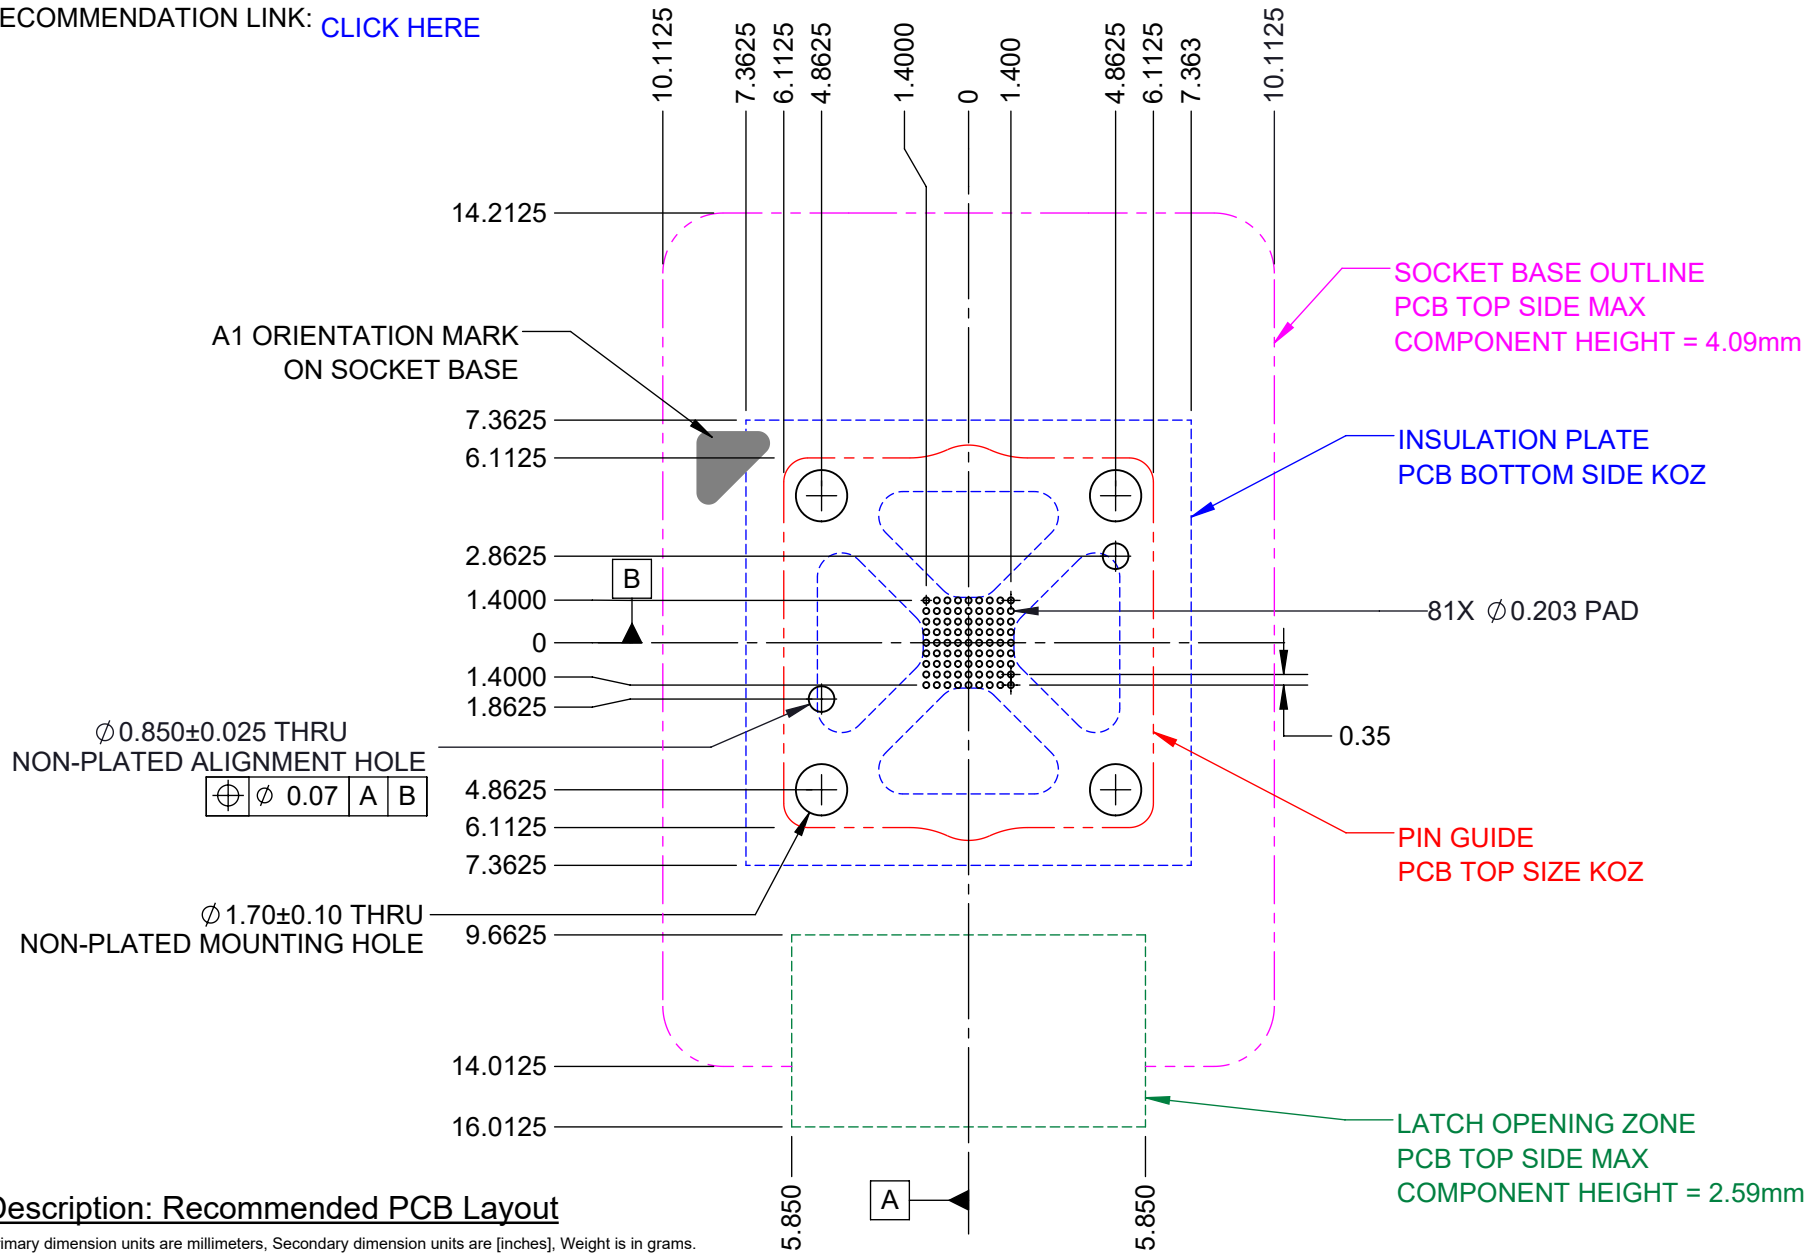 ECOMMENDATION LINK: CLICK HERE
10.1125
7.3625
6.1125
4.8625
1.4000
0
1.400
4.8625
6.1125
7.363
10.1125
14.2125
SOCKET BASE OUTLINE
PCB TOP SIDE MAX
COMPONENT HEIGHT = 4.09mm
A1 ORIENTATION MARK
ON SOCKET BASE
7.3625
6.1125
INSULATION PLATE
PCB BOTTOM SIDE KOZ
2.8625
B
1.4000
81X ∅0.203 PAD
0
1.4000
1.8625
∅0.850±0.025 THRU
NON-PLATED ALIGNMENT HOLE
⌖ ∅ 0.07 A B
0.35
4.8625
6.1125
7.3625
PIN GUIDE
PCB TOP SIZE KOZ
∅1.70±0.10 THRU
NON-PLATED MOUNTING HOLE
9.6625
14.0125
16.0125
LATCH OPENING ZONE
PCB TOP SIDE MAX
COMPONENT HEIGHT = 2.59mm
5.850
A
5.850
Description: Recommended PCB Layout
rimary dimension units are millimeters, Secondary dimension units are [inches], Weight is in grams.